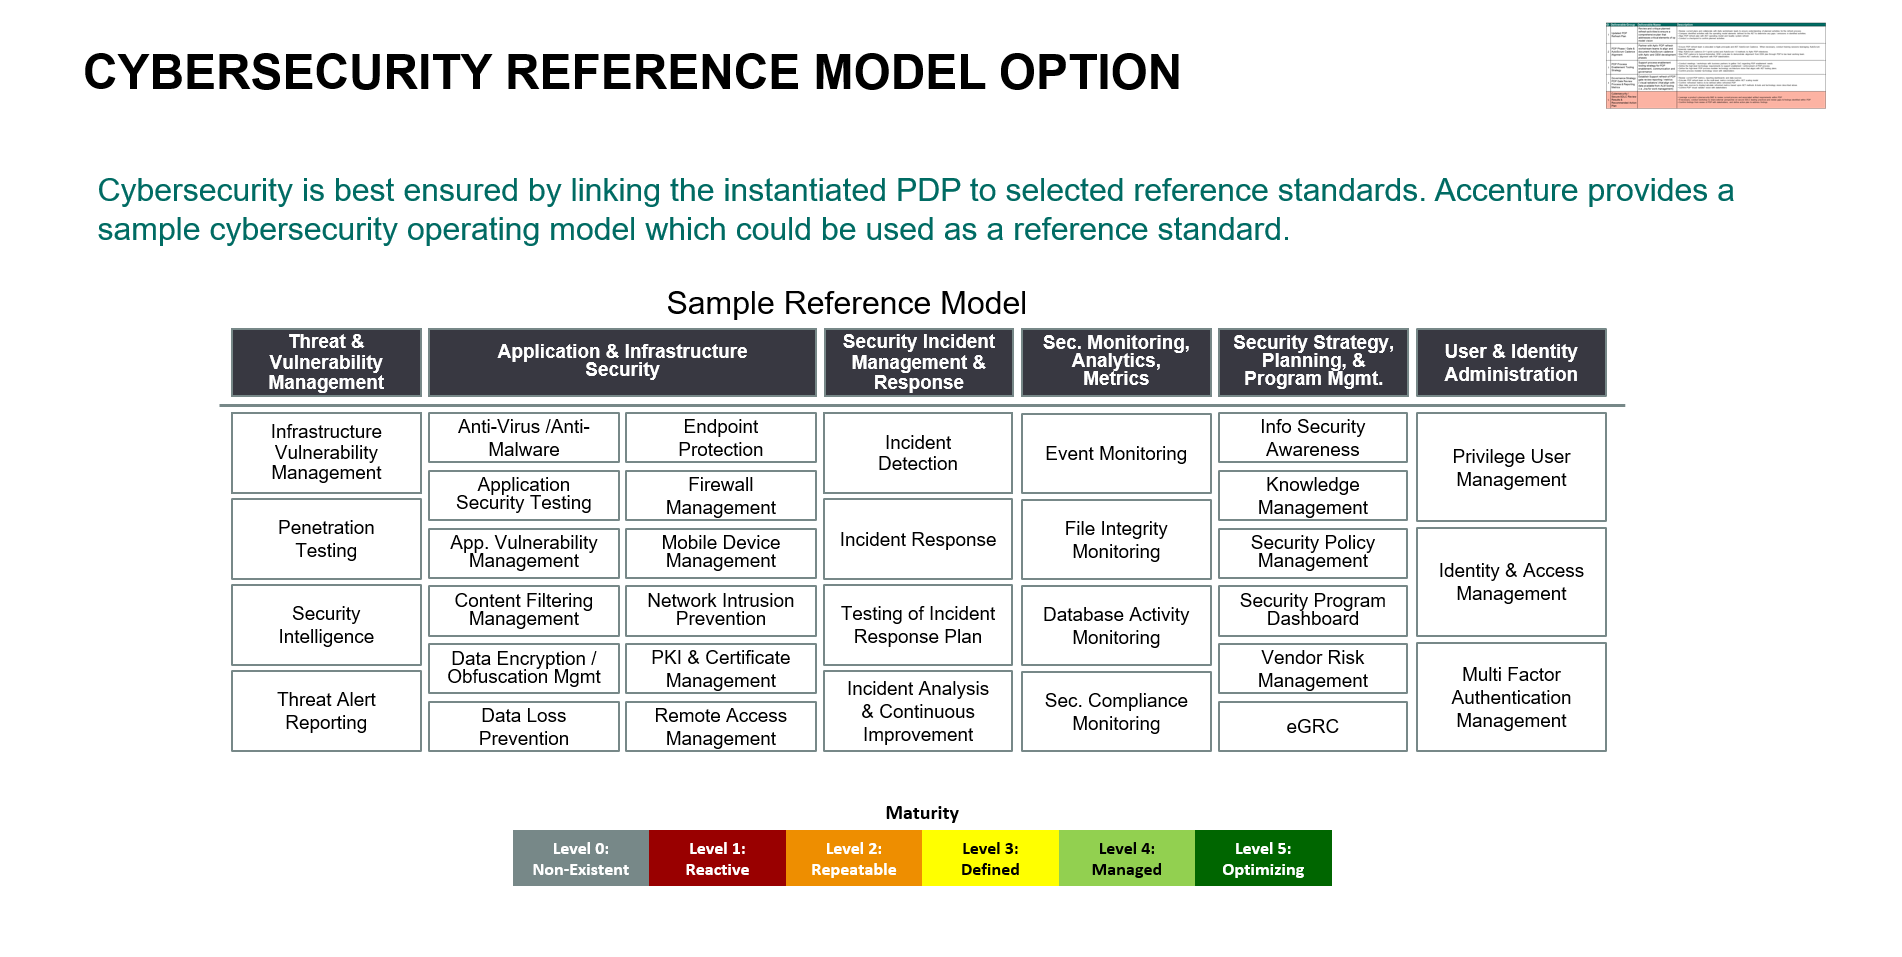 CYBERSECURITY REFERENCE MODEL OPTION
Cybersecurity is best ensured by linking the instantiated PDP to selected reference standards. Accenture provides a
sample cybersecurity operating model which could be used as a reference standard.
Sample Reference Model
Threat &
Vulnerability
Management
Application & Infrastructure
Security
Security Incident
Management &
Response
Sec. Monitoring,
Analytics,
Metrics
Security Strategy,
Planning, &
Program Mgmt.
User & Identity
Administration
Infrastructure
Vulnerability
Management
Penetration
Testing
Security
Intelligence
Threat Alert
Reporting
Anti-Virus /Anti-
Malware
Application
Security Testing
App. Vulnerability
Management
Content Filtering
Management
Data Encryption /
Obfuscation Mgmt
Data Loss
Prevention
Endpoint
Protection
Firewall
Management
Mobile Device
Management
Network Intrusion
Prevention
PKI & Certificate
Management
Remote Access
Management
Incident
Detection
Incident Response
Testing of Incident
Response Plan
Incident Analysis
& Continuous
Improvement
Event Monitoring
File Integrity
Monitoring
Database Activity
Monitoring
Sec. Compliance
Monitoring
Info Security
Awareness
Knowledge
Management
Security Policy
Management
Security Program
Dashboard
Vendor Risk
Management
eGRC
Privilege User
Management
Identity & Access
Management
Multi Factor
Authentication
Management
Maturity
Level 0:
Non-Existent
Level 1:
Reactive
Level 2:
Repeatable
Level 3:
Defined
Level 4:
Managed
Level 5:
Optimizing